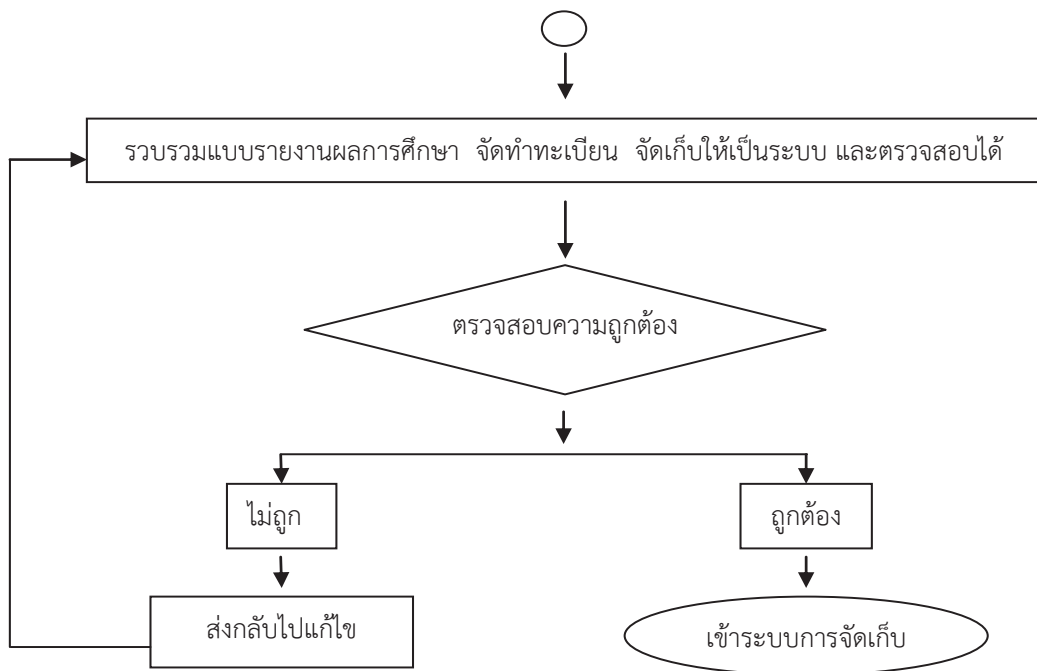 รวบรวมแบบรายงานผลการศึกษา จัดทำทะเบียน จัดเก็บให้เป็นระบบ และตรวจสอบได้
ตรวจสอบความถูกต้อง
ไม่ถูก
ถูกต้อง
ส่งกลับไปแก้ไข
เข้าระบบการจัดเก็บ